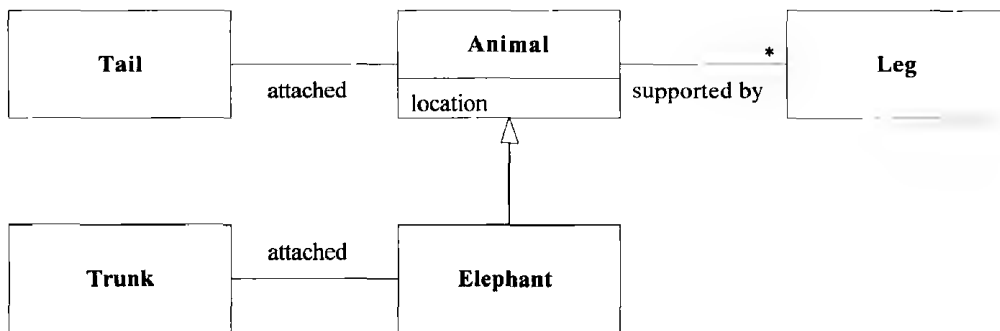 Tail
attached
Animal
location
*
supported by
Leg
Trunk
attached
Elephant